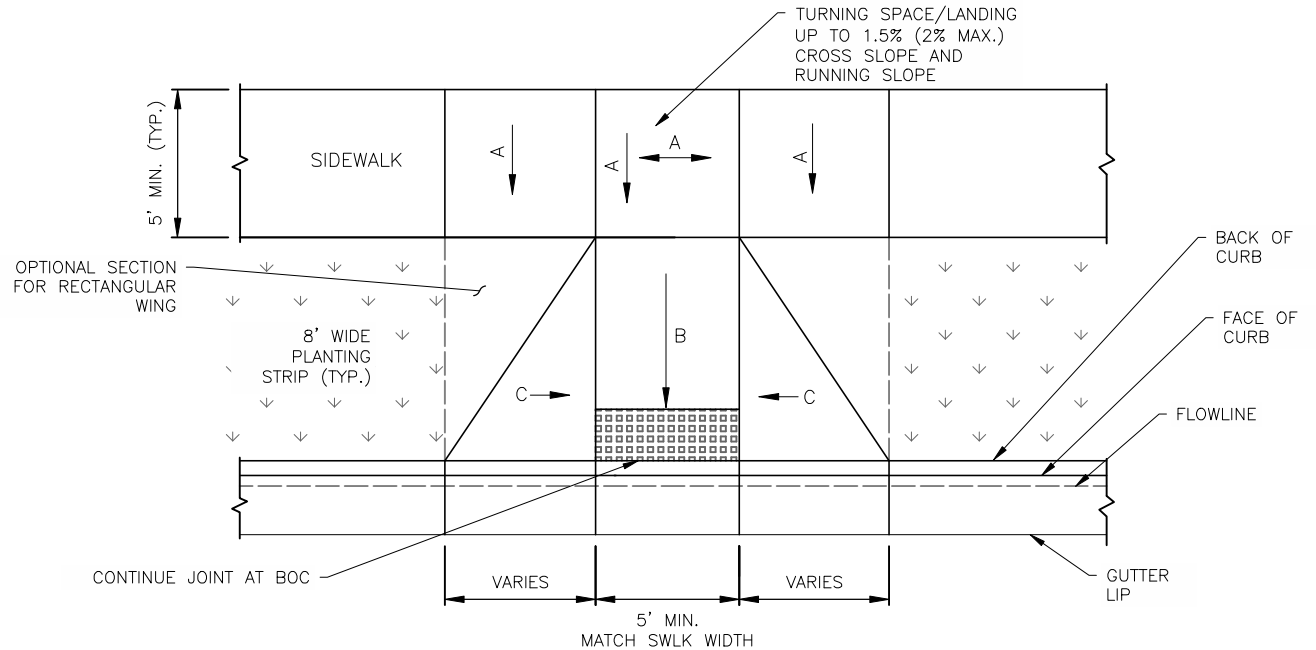 TURNING SPACE/LANDING
UP TO 1.5% (2% MAX.)
CROSS SLOPE AND
RUNNING SLOPE
5' MIN. (TYP.)
SIDEWALK
A
A
A
A
OPTIONAL SECTION
FOR RECTANGULAR
WING
BACK OF
CURB
FACE OF
CURB
8' WIDE
PLANTING
STRIP (TYP.)
B
C
C
FLOWLINE
CONTINUE JOINT AT BOC
VARIES
VARIES
GUTTER
LIP
5' MIN.
MATCH SWLK WIDTH